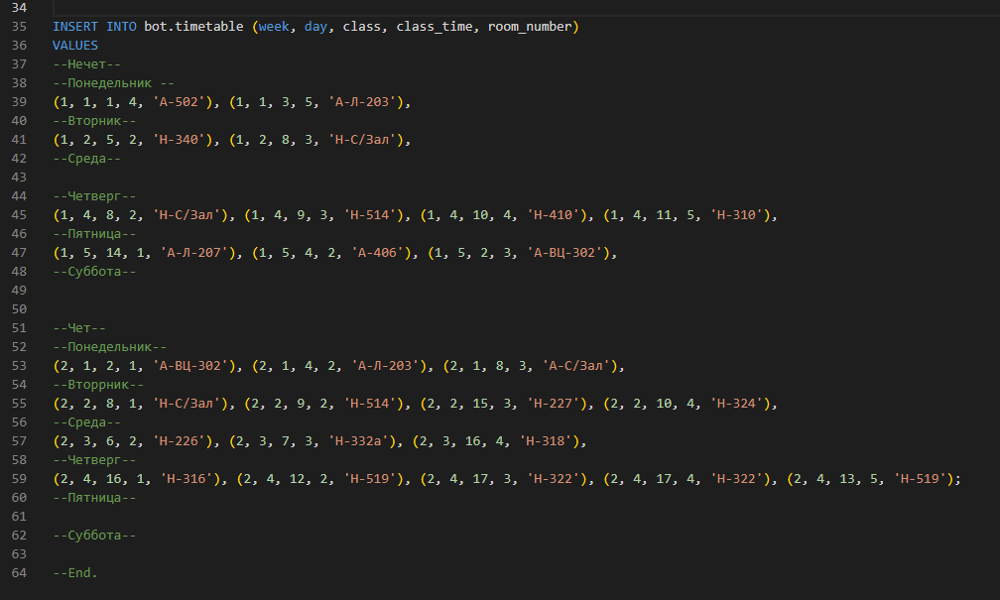 34
35 INSERT INTO bot.timetable (week, day, class, class_time, room_number)
36 VALUES
37 --Нечет--
38 --Понедельник --
39 (1, 1, 1, 4, 'А-502'), (1, 1, 3, 5, 'А-Л-203'),
40 --Вторник--
41 (1, 2, 5, 2, 'Н-340'), (1, 2, 8, 3, 'Н-С/Зал'),
42 --Среда--
43
44 --Четверг--
45 (1, 4, 8, 2, 'Н-С/Зал'), (1, 4, 9, 3, 'Н-514'), (1, 4, 10, 4, 'Н-410'), (1, 4, 11, 5, 'Н-310'),
46 --Пятница--
47 (1, 5, 14, 1, 'А-Л-207'), (1, 5, 4, 2, 'А-406'), (1, 5, 2, 3, 'А-ВЦ-302'),
48 --Суббота--
49
50
51 --Чет--
52 --Понедельник--
53 (2, 1, 2, 1, 'А-ВЦ-302'), (2, 1, 4, 2, 'А-Л-203'), (2, 1, 8, 3, 'А-С/Зал'),
54 --Вторрник--
55 (2, 2, 8, 1, 'Н-С/Зал'), (2, 2, 9, 2, 'Н-514'), (2, 2, 15, 3, 'Н-227'), (2, 2, 10, 4, 'Н-324'),
56 --Среда--
57 (2, 3, 6, 2, 'Н-226'), (2, 3, 7, 3, 'Н-332а'), (2, 3, 16, 4, 'Н-318'),
58 --Четверг--
59 (2, 4, 16, 1, 'Н-316'), (2, 4, 12, 2, 'Н-519'), (2, 4, 17, 3, 'Н-322'), (2, 4, 17, 4, 'Н-322'), (2, 4, 13, 5, 'Н-519');
60 --Пятница--
61
62 --Суббота--
63
64 --End.